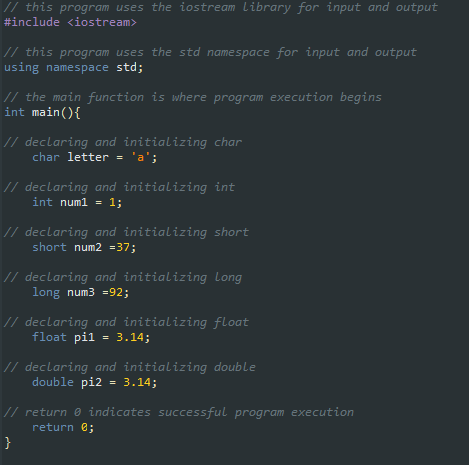 // this program uses the iostream library for input and output
#include <iostream>
// this program uses the std namespace for input and output
using namespace std;
// the main function is where program execution begins
int main(){
// declaring and initializing char
char letter = 'a';
// declaring and initializing int
int num1 = 1;
// declaring and initializing short
short num2 =37;
// declaring and initializing long
long num3 =92;
// declaring and initializing float
float pi1 = 3.14;
// declaring and initializing double
double pi2 = 3.14;
// return 0 indicates successful program execution
return 0;
}